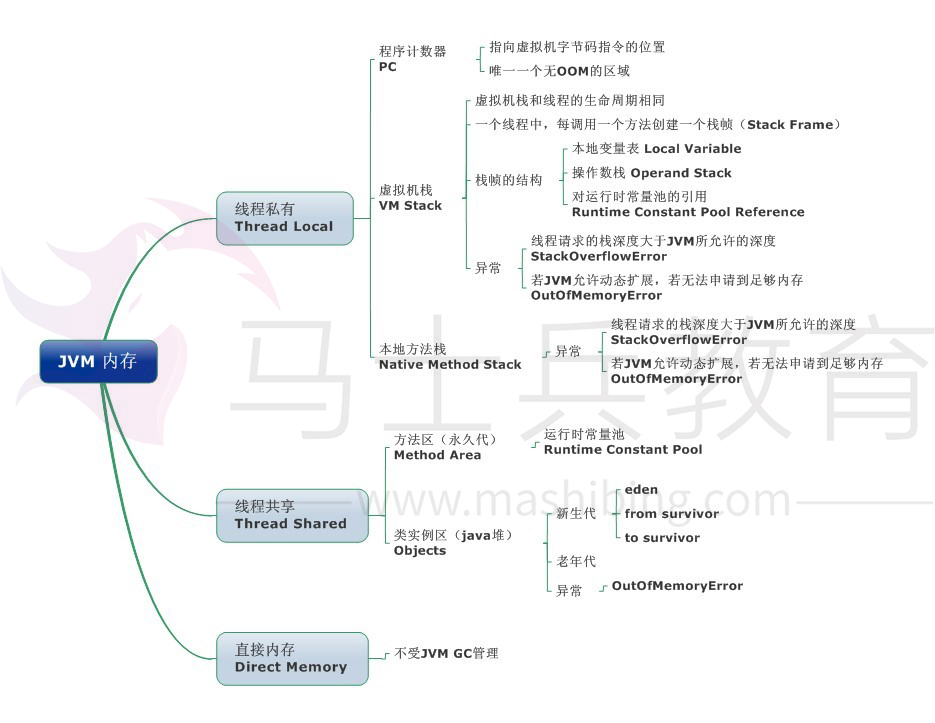 JVM 内存
线程私有
Thread Local
程序计数器
PC
指向虚拟机字节码指令的位置
唯一一个无OOM的区域
虚拟机栈
VM Stack
虚拟机栈和线程的生命周期相同
一个线程中，每调用一个方法创建一个栈帧（Stack Frame）
栈帧的结构
本地变量表 Local Variable
操作数栈 Operand Stack
对运行时常量池的引用
Runtime Constant Pool Reference
异常
线程请求的栈深度大于JVM所允许的深度
StackOverflowError
若JVM允许动态扩展，若无法申请到足够内存
OutOfMemoryError
本地方法栈
Native Method Stack
异常
线程请求的栈深度大于JVM所允许的深度
StackOverflowError
若JVM允许动态扩展，若无法申请到足够内存
OutOfMemoryError
线程共享
Thread Shared
方法区（永久代）
Method Area
运行时常量池
Runtime Constant Pool
类实例区（java堆）
Objects
新生代
eden
from survivor
to survivor
老年代
异常
OutOfMemoryError
直接内存
Direct Memory
不受JVM GC管理
马士兵教育
www.mashibing.com